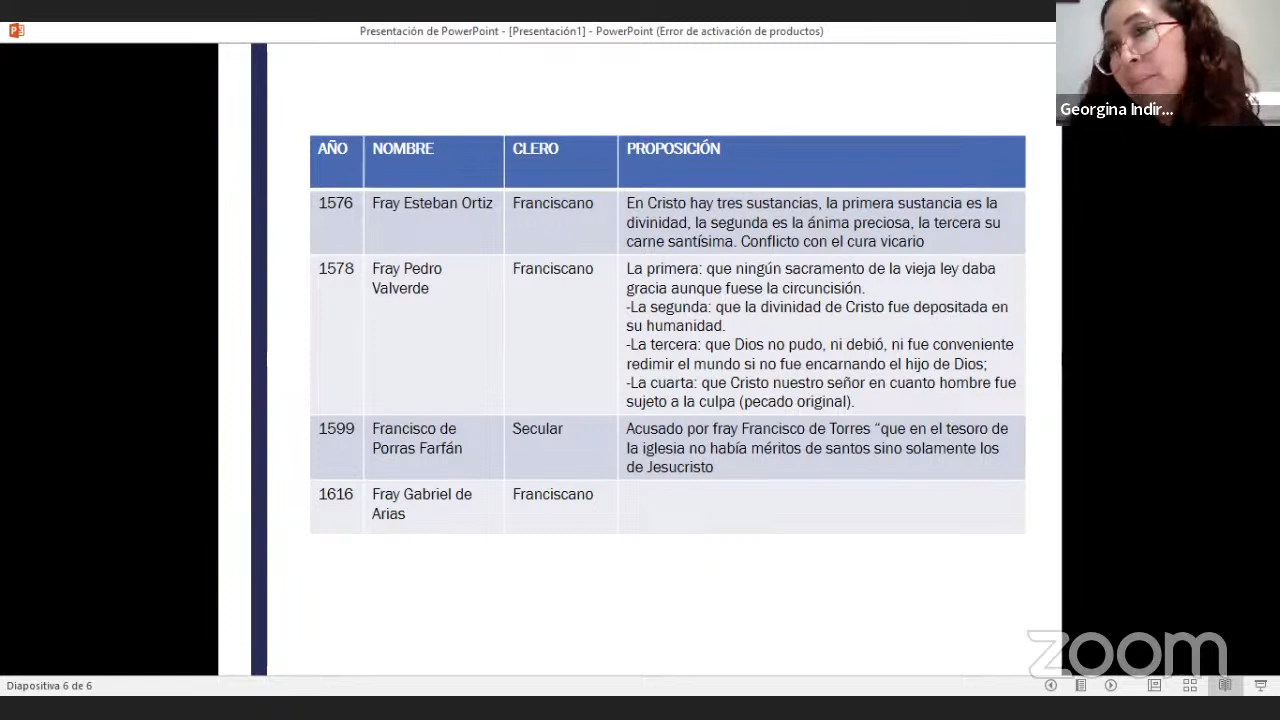 Presentación de PowerPoint - [Presentación1] - PowerPoint (Error de activación de productos)
Georgina Indir...
AÑO NOMBRE CLERO PROPOSICIÓN
1576 Fray Esteban Ortiz Franciscano En Cristo hay tres sustancias, la primera sustancia es la
divinidad, la segunda es la ánima preciosa, la tercera su
carne santísima. Conflicto con el cura vicario
1578 Fray Pedro Franciscano La primera: que ningún sacramento de la vieja ley daba
Valverde gracia aunque fuese la circuncisión.
-La segunda: que la divinidad de Cristo fue depositada en
su humanidad.
-La tercera: que Dios no pudo, ni debió, ni fue conveniente
redimir el mundo si no fue encarnando el hijo de Dios;
-La cuarta: que Cristo nuestro señor en cuanto hombre fue
sujeto a la culpa (pecado original).
1599 Francisco de Secular Acusado por fray Francisco de Torres “que en el tesoro de
Porras Farfán la iglesia no había méritos de santos sino solamente los
de Jesucristo
1616 Fray Gabriel de Franciscano
Arias
zoom
Diapositiva 6 de 6